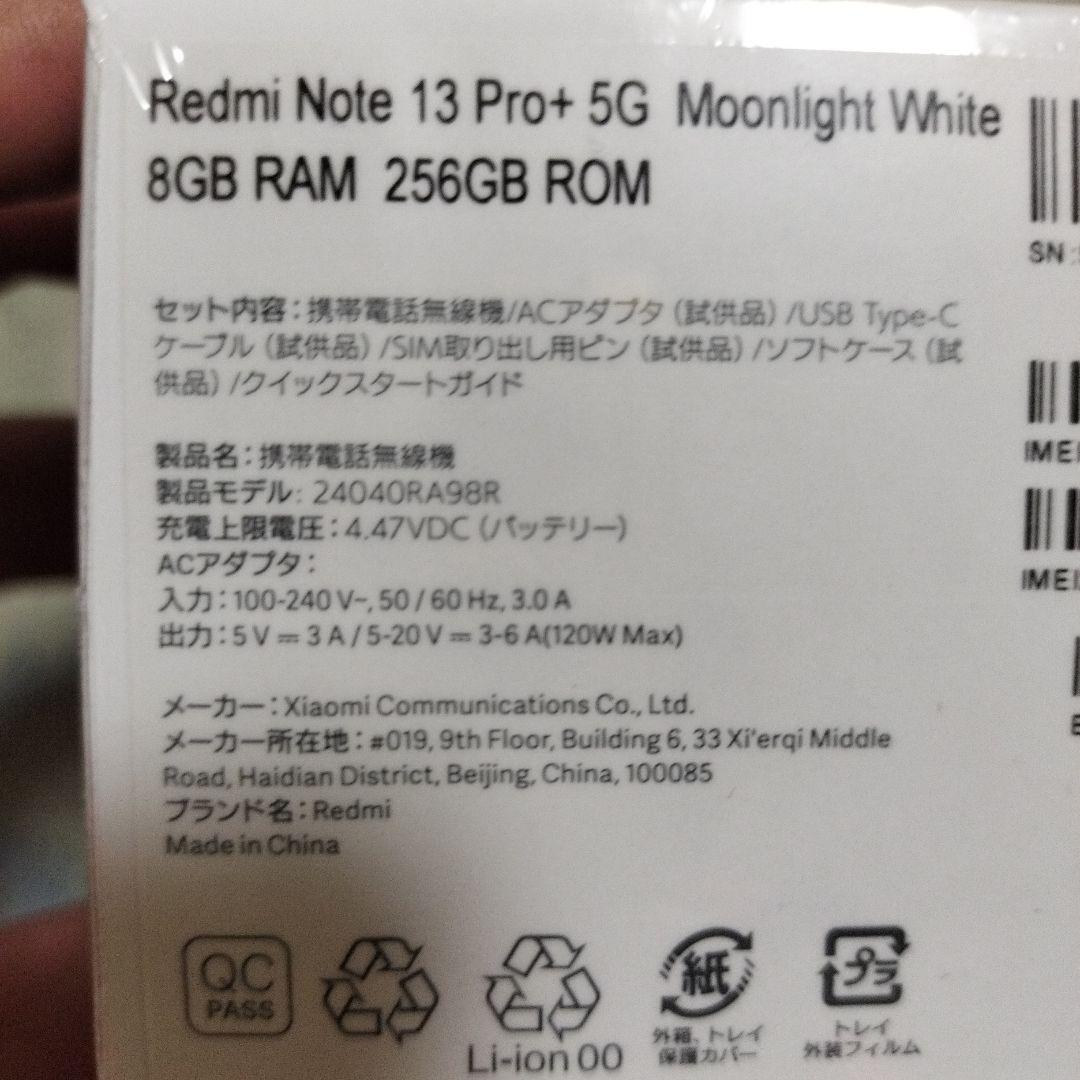 Redmi Note 13 Pro+ 5G Moonlight White
8GB RAM 256GB ROM
SN:
セット内容：携帯電話無線機/ACアダプタ（試供品）/USB Type-C
ケーブル（試供品）/SIM取り出し用ピン（試供品）/ソフトケース（試
供品）/クイックスタートガイド
製品名：携帯電話無線機
製品モデル：24040RA98R
充電上限電圧：4.47VDC（バッテリー）
IMEI
ACアダプタ：
入力：100-240 V~, 50 / 60 Hz, 3.0 A
IMEI
出力：5 V ⎓ 3 A / 5-20 V ⎓ 3-6 A(120W Max)
メーカー：Xiaomi Communications Co., Ltd.
メーカー所在地：#019, 9th Floor, Building 6, 33 Xi'erqi Middle
Road, Haidian District, Beijing, China, 100085
ブランド名：Redmi
Made in China
QC
PASS
紙
プラ
外箱、トレイ
保護カバー
トレイ
外装フィルム
Li-ion 00